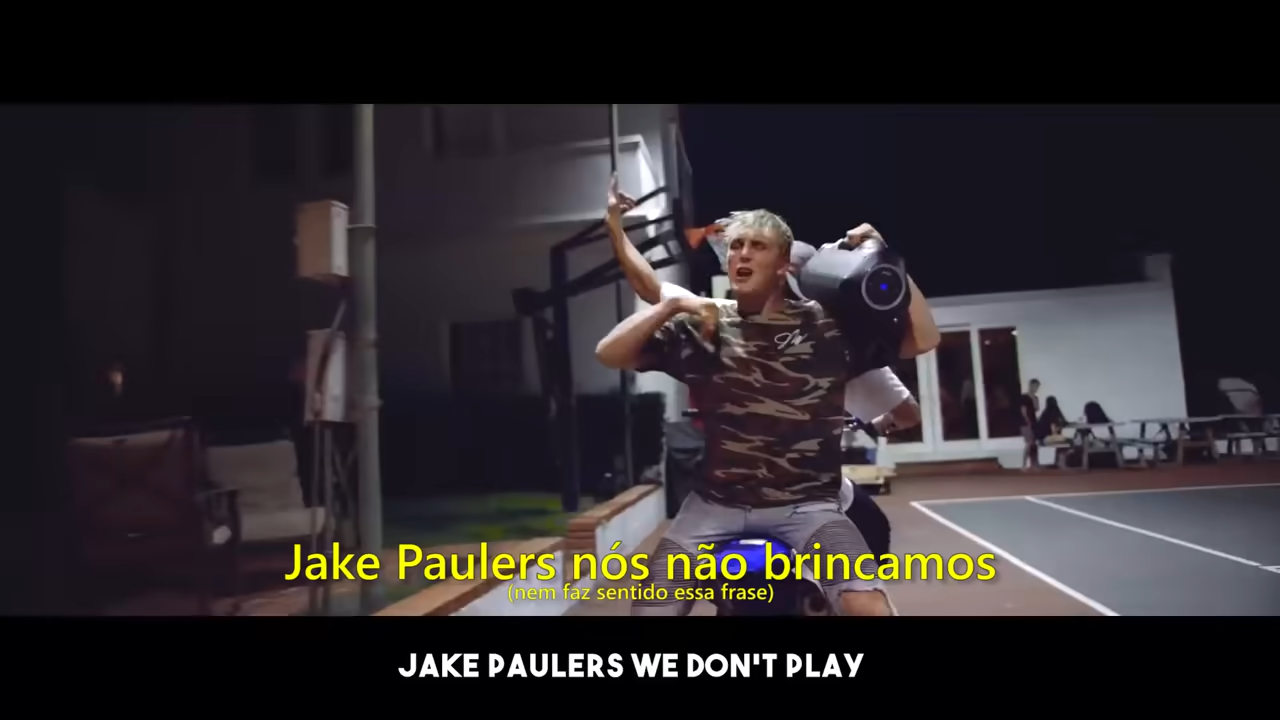 Jake Paulers nós não brincamos
(nem faz sentido essa frase)
JAKE PAULERS WE DON'T PLAY